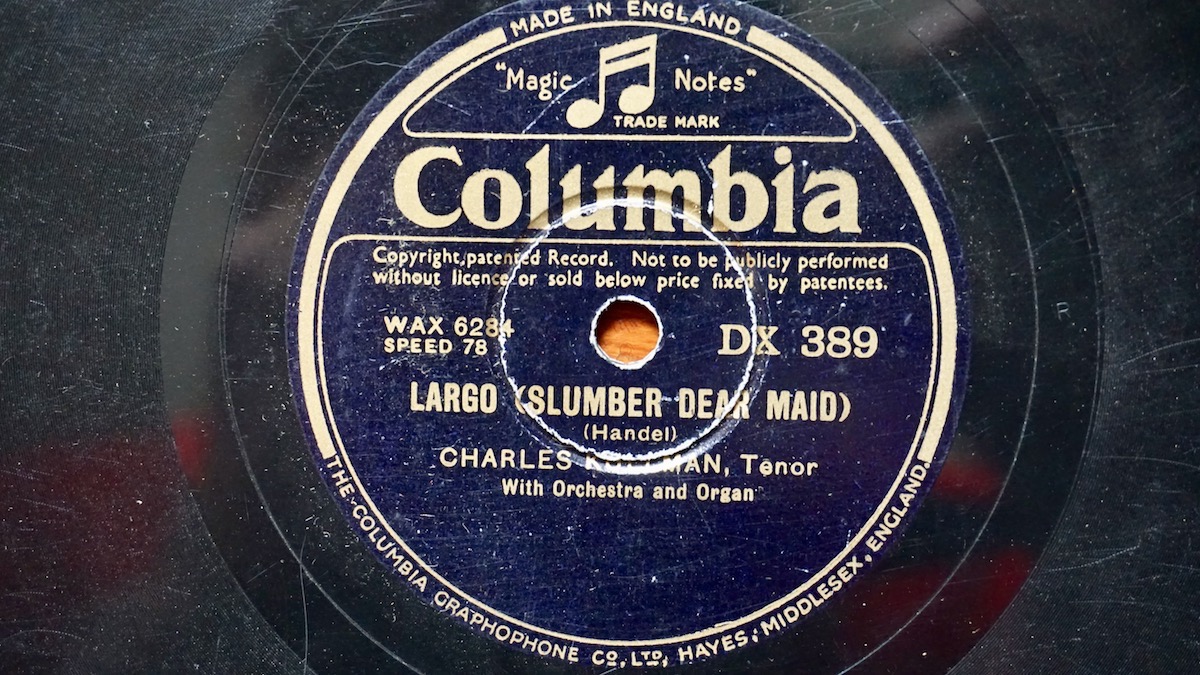 MADE IN ENGLAND
"Magic Notes"
TRADE MARK
Columbia
Copyright, patented Record. Not to be publicly performed
without licence or sold below price fixed by patentees.
WAX 6284
SPEED 78
DX 389
LARGO (SLUMBER DEAR MAID)
(Handel)
CHARLES Tenor
With Orchestra and Organ
THE COLUMBIA GRAPHOPHONE CO, LTD, HAYES, MIDDLESEX, ENGLAND.
R